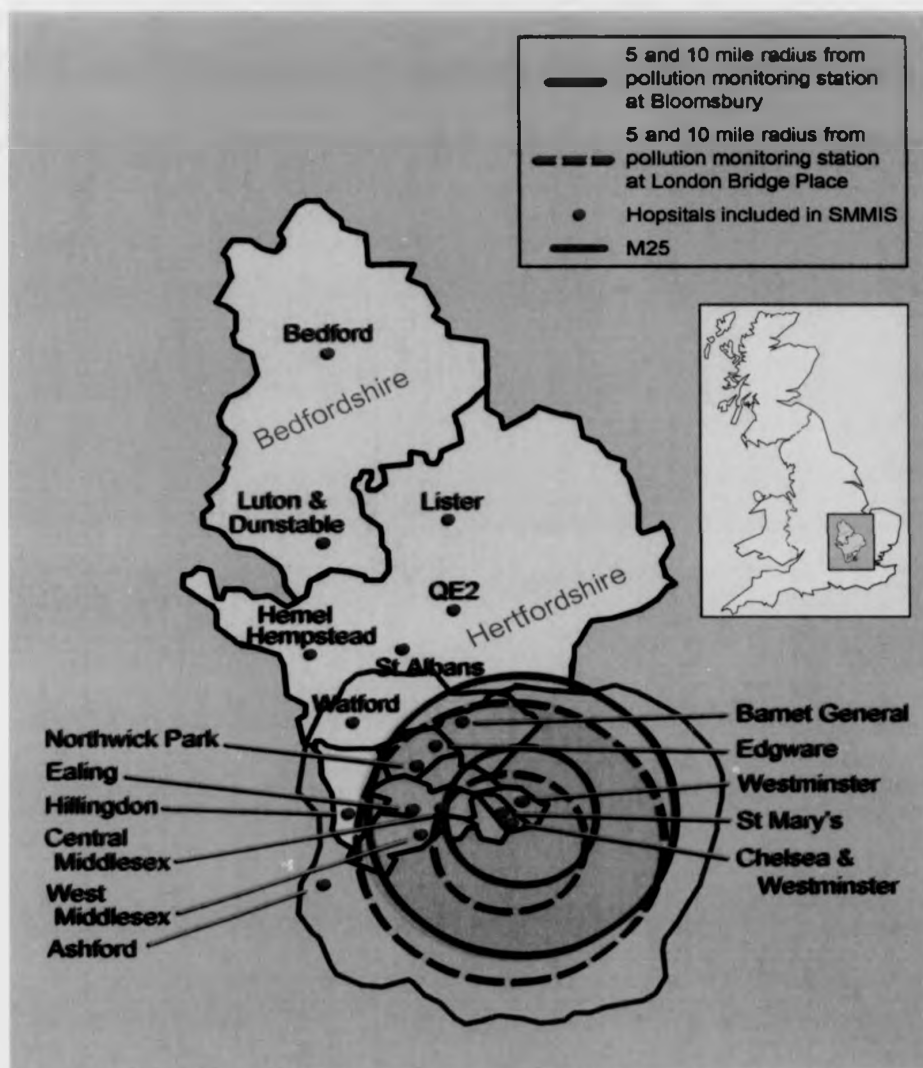 5 and 10 mile radius from
pollution monitoring station
at Bloomsbury
5 and 10 mile radius from
pollution monitoring station
at London Bridge Place
Hopsitals included in SMMIS
M25
Bedford
Bedfordshire
Luton &
Dunstable
Lister
QE2
Hertfordshire
Hemel
Hempstead
St Albans
Watford
Northwick Park
Ealing
Hillingdon
Central
Middlesex
West
Middlesex
Ashford
Barnet General
Edgware
Westminster
St Mary's
Chelsea &
Westminster